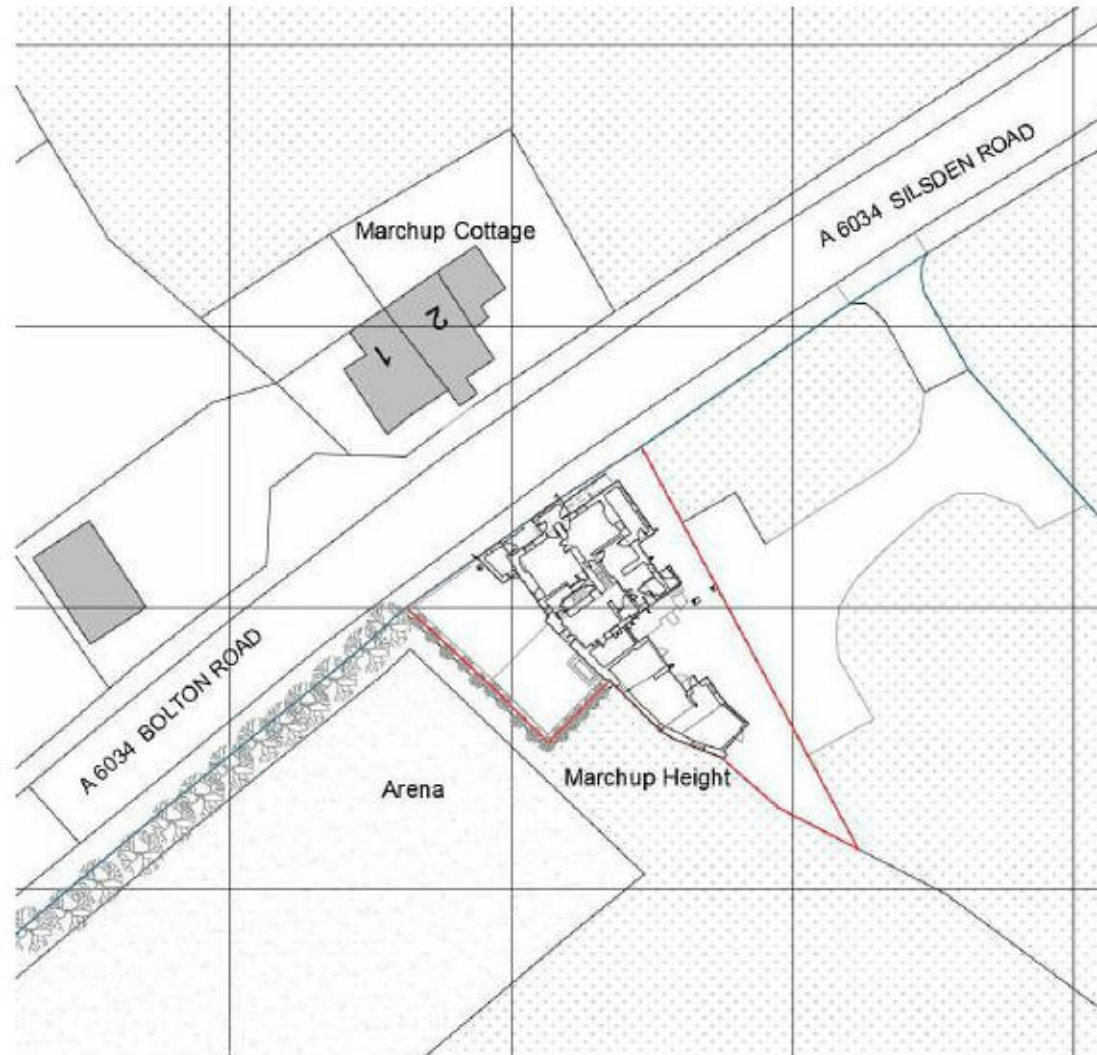 A 6034 SILSDEN ROAD
Marchup Cottage
2
1
A 6034 BOLTON ROAD
Marchup Height
Arena